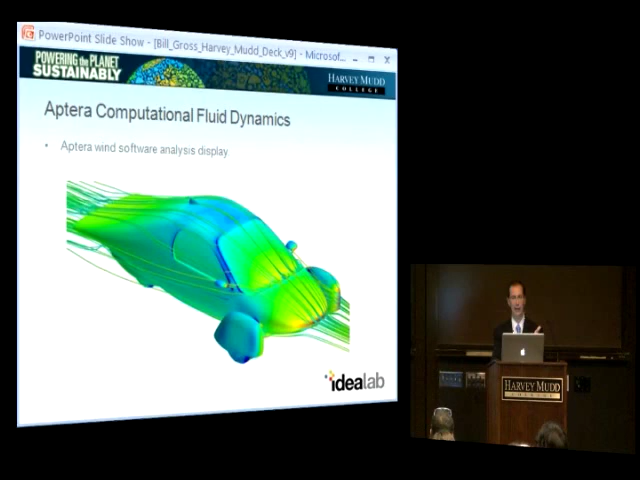 PowerPoint Slide Show - [Bill_Gross_Harvey_Mudd_Deck_v9] - Microsof...
POWERING the PLANET
SUSTAINABLY
HARVEY MUDD
COLLEGE
Aptera Computational Fluid Dynamics
• Aptera wind software analysis display.
idealab
HARVEY MUDD
COLLEGE